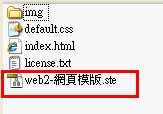 img
default.css
index.html
license.txt
web2-網頁模版.ste